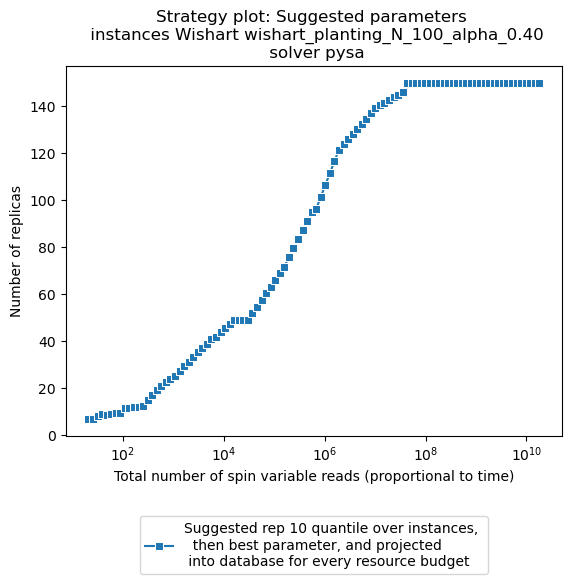 Strategy plot: Suggested parameters
instances Wishart wishart_planting_N_100_alpha_0.40
solver pysa
Number of replicas
140
120
100
80
60
40
20
0
10^2
10^4
10^6
10^8
10^10
Total number of spin variable reads (proportional to time)
Suggested rep 10 quantile over instances,
then best parameter, and projected
into database for every resource budget